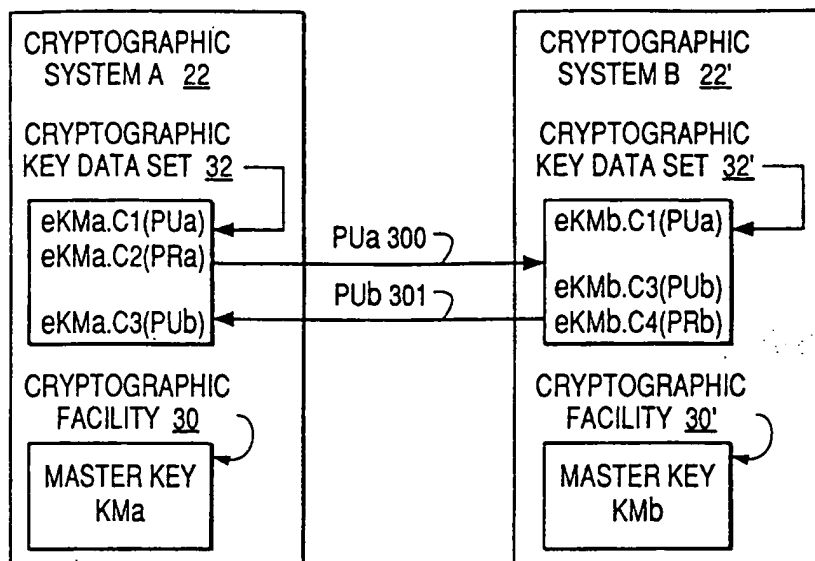 CRYPTOGRAPHIC
SYSTEM A 22
CRYPTOGRAPHIC
KEY DATA SET 32
eKMa.C1(PUa)
eKMa.C2(PRa)
eKMa.C3(PUb)
CRYPTOGRAPHIC
FACILITY 30
MASTER KEY
KMa
PUa 300
PUb 301
CRYPTOGRAPHIC
SYSTEM B 22'
CRYPTOGRAPHIC
KEY DATA SET 32'
eKMb.C1(PUa)
eKMb.C3(PUb)
eKMb.C4(PRb)
CRYPTOGRAPHIC
FACILITY 30'
MASTER KEY
KMb